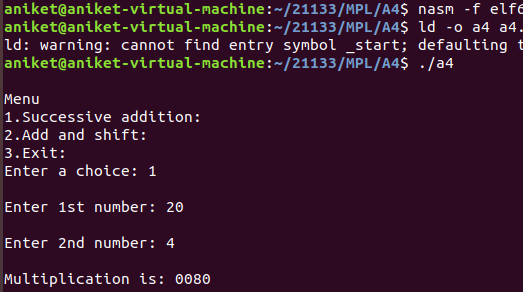 aniket@aniket-virtual-machine:~/21133/MPL/A4$ nasm -f elf6
aniket@aniket-virtual-machine:~/21133/MPL/A4$ ld -o a4 a4.
ld: warning: cannot find entry symbol _start; defaulting t
aniket@aniket-virtual-machine:~/21133/MPL/A4$ ./a4
Menu
1.Successive addition:
2.Add and shift:
3.Exit:
Enter a choice: 1
Enter 1st number: 20
Enter 2nd number: 4
Multiplication is: 0080